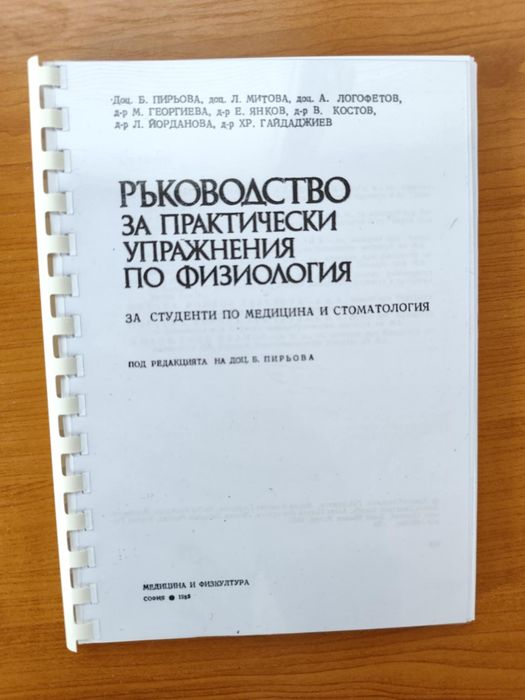 Доц. Б. ПИРЬОВА, доц. Л. МИТОВА, доц. А. ЛОГОФЕТОВ,
д-р М. ГЕОРГИЕВА, д-р Е. ЯНКОВ, д-р В. КОСТОВ,
д-р Л. ЙОРДАНОВА, д-р ХР. ГАЙДАДЖИЕВ
РЪКОВОДСТВО
ЗА ПРАКТИЧЕСКИ
УПРАЖНЕНИЯ
ПО ФИЗИОЛОГИЯ
ЗА СТУДЕНТИ ПО МЕДИЦИНА И СТОМАТОЛОГИЯ
ПОД РЕДАКЦИЯТА НА ДОЦ. Б. ПИРЬОВА
МЕДИЦИНА И ФИЗКУЛТУРА
СОФИЯ ●